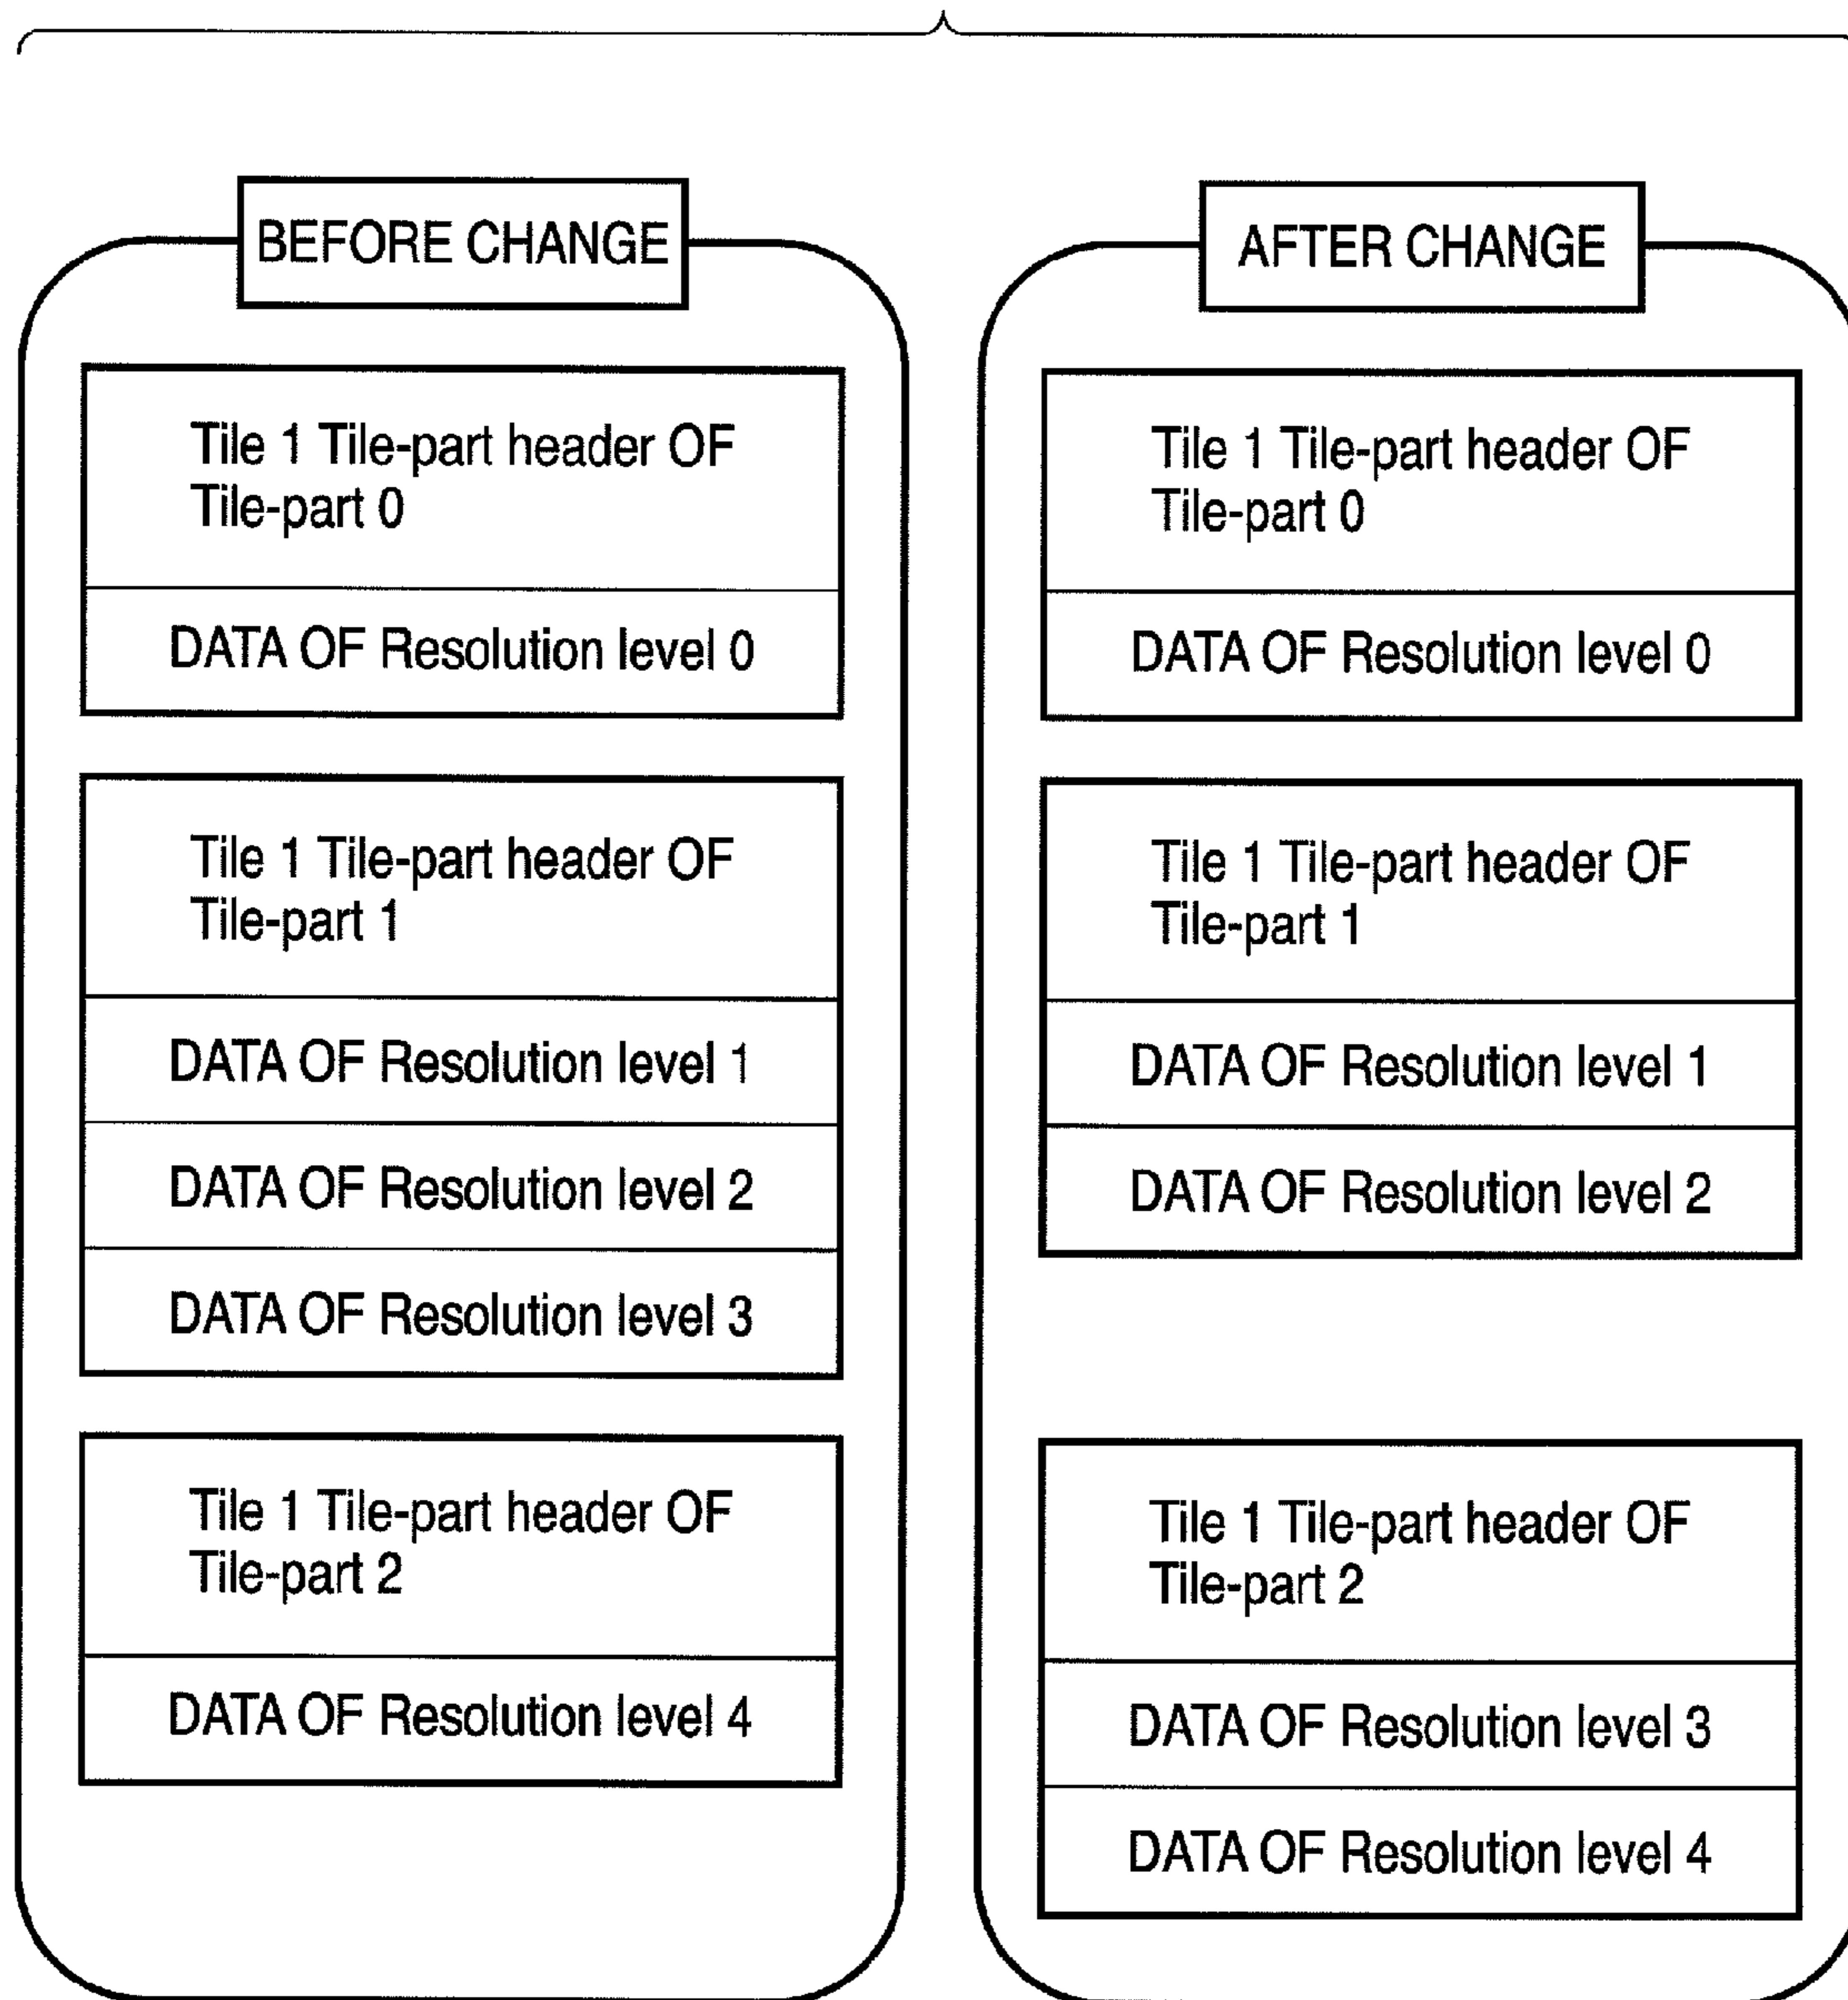 BEFORE CHANGE
Tile 1 Tile-part header OF
Tile-part 0
DATA OF Resolution level 0
Tile 1 Tile-part header OF
Tile-part 1
DATA OF Resolution level 1
DATA OF Resolution level 2
DATA OF Resolution level 3
Tile 1 Tile-part header OF
Tile-part 2
DATA OF Resolution level 4
AFTER CHANGE
Tile 1 Tile-part header OF
Tile-part 0
DATA OF Resolution level 0
Tile 1 Tile-part header OF
Tile-part 1
DATA OF Resolution level 1
DATA OF Resolution level 2
Tile 1 Tile-part header OF
Tile-part 2
DATA OF Resolution level 3
DATA OF Resolution level 4